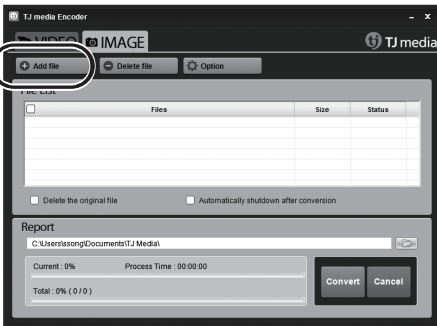 TJ media Encoder
VIDEO IMAGE TJ media
Add file Delete file Option
File List
Files Size Status
Delete the original file Automatically shutdown after conversion
Report
C:\Users\ssong\Documents\TJ Media\
Current : 0% Process Time : 00:00:00
Total : 0% ( 0 / 0 )
Convert Cancel